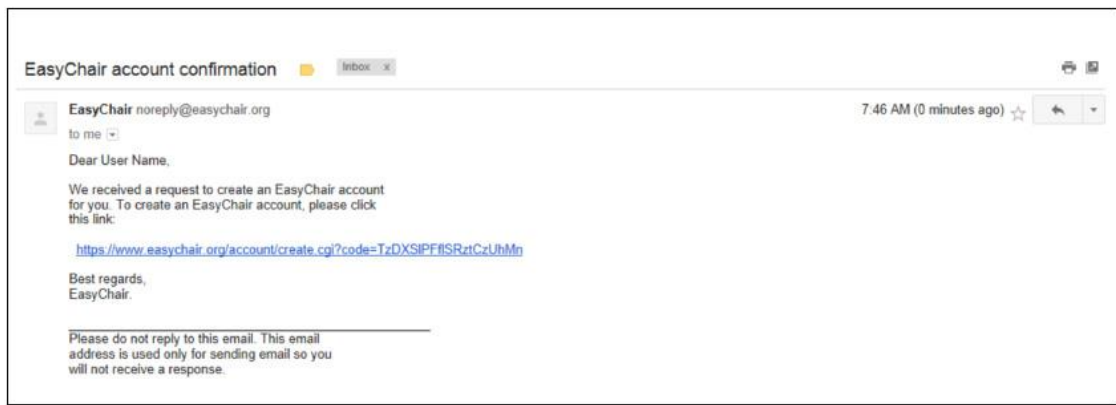 EasyChair account confirmation Inbox x
EasyChair noreply@easychair.org 7:46 AM (0 minutes ago)
to me
Dear User Name,
We received a request to create an EasyChair account
for you. To create an EasyChair account, please click
this link:
https://www.easychair.org/account/create.cgi?code=TzDXSIPFfISRztCzUhMn
Best regards,
EasyChair.
Please do not reply to this email. This email
address is used only for sending email so you
will not receive a response.